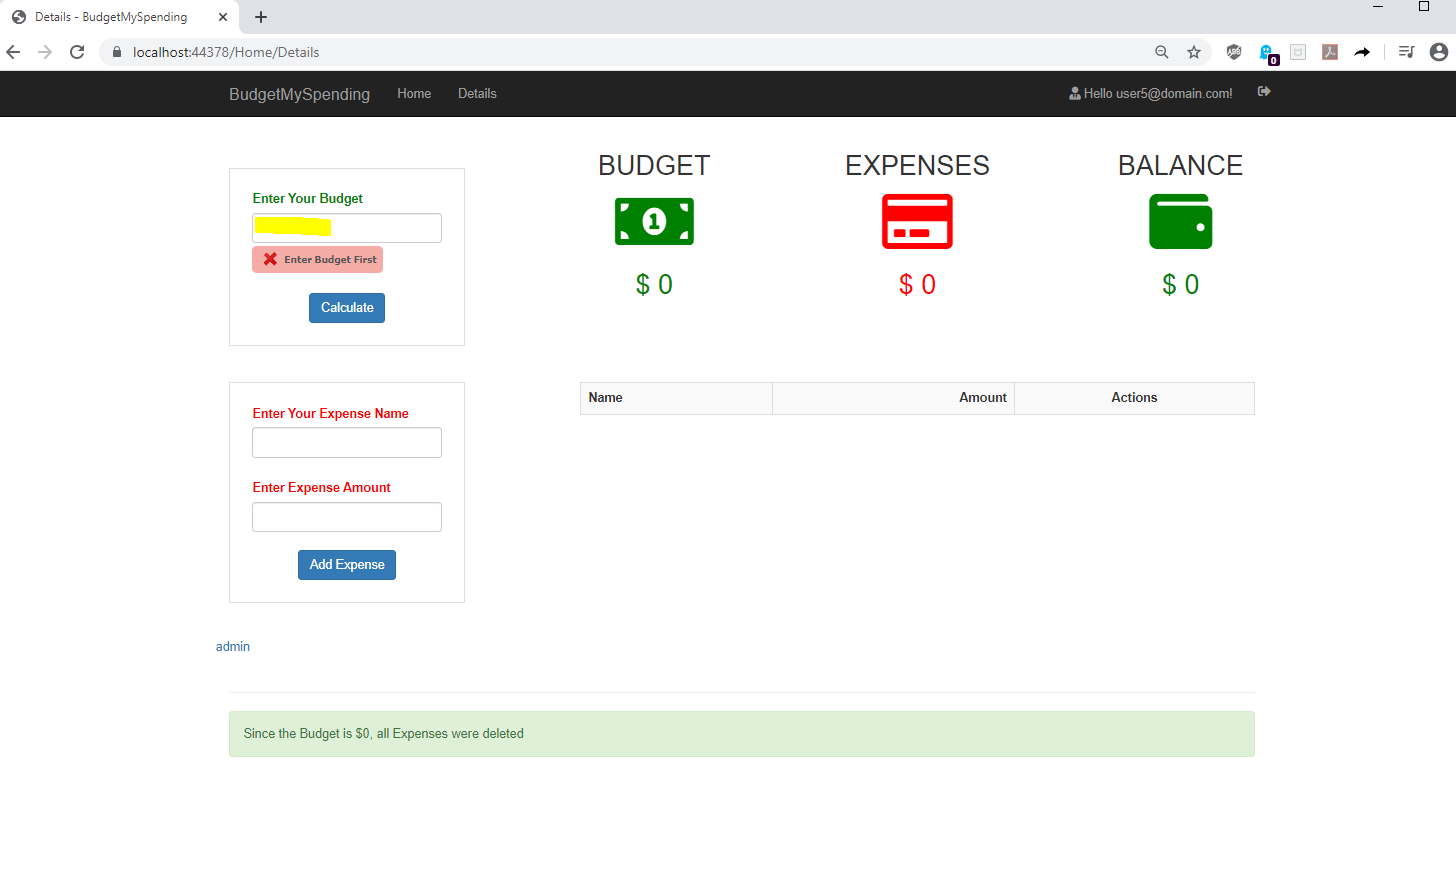 Details - BudgetMySpending
localhost:44378/Home/Details
0
BudgetMySpending Home Details Hello user5@domain.com!
BUDGET EXPENSES BALANCE
1
$ 0 $ 0 $ 0
Enter Your Budget
Enter Budget First
Calculate
Enter Your Expense Name
Enter Expense Amount
Add Expense
Name Amount Actions
admin
Since the Budget is $0, all Expenses were deleted